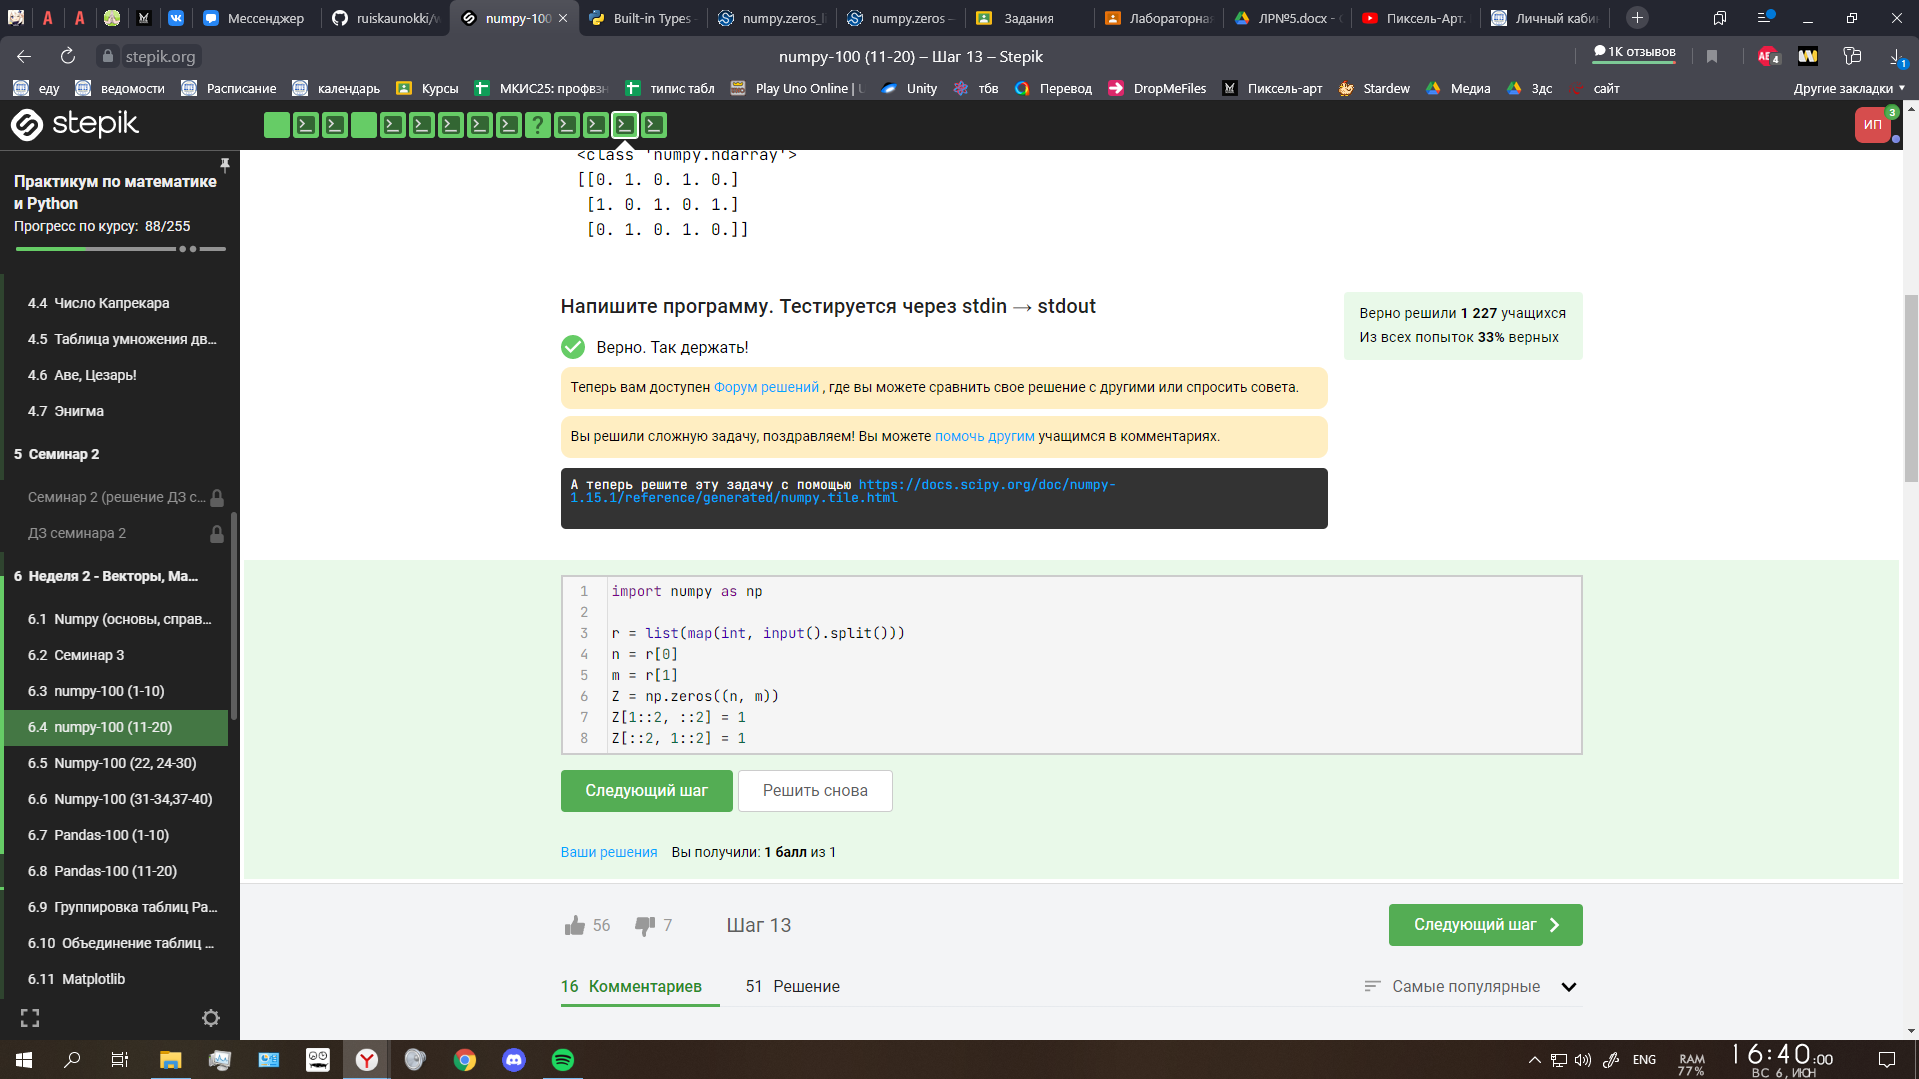 Мессенджер
ruiskaunokki/
numpy-100
Built-in Types
numpy.zeros_
numpy.zeros –
Задания
Лабораторная
ЛР№5.docx -
Пиксель-Арт.
Личный каби
stepik.org
numpy-100 (11-20) – Шаг 13 – Stepik
1K отзывов
еду
ведомости
Расписание
календарь
Курсы
МКИС25: профвзн
типис табл
Play Uno Online |
Unity
тбв
Перевод
DropMeFiles
Пиксель-арт
Stardew
Медиа
3дс
сайт
Другие закладки
stepik
ИП
3
Практикум по математике
и Python
Прогресс по курсу: 88/255
4.4 Число Капрекара
4.5 Таблица умножения дв...
4.6 Аве, Цезарь!
4.7 Энигма
5 Семинар 2
Семинар 2 (решение ДЗ с...
ДЗ семинара 2
6 Неделя 2 - Векторы, Ма...
6.1 Numpy (основы, справ...
6.2 Семинар 3
6.3 numpy-100 (1-10)
6.4 numpy-100 (11-20)
6.5 Numpy-100 (22, 24-30)
6.6 Numpy-100 (31-34,37-40)
6.7 Pandas-100 (1-10)
6.8 Pandas-100 (11-20)
6.9 Группировка таблиц Pa...
6.10 Объединение таблиц ...
6.11 Matplotlib
<class 'numpy.ndarray'>
[[0. 1. 0. 1. 0.]
[1. 0. 1. 0. 1.]
[0. 1. 0. 1. 0.]]
Напишите программу. Тестируется через stdin → stdout
Верно. Так держать!
Теперь вам доступен Форум решений , где вы можете сравнить свое решение с другими или спросить совета.
Вы решили сложную задачу, поздравляем! Вы можете помочь другим учащимся в комментариях.
А теперь решите эту задачу с помощью https://docs.scipy.org/doc/numpy-
1.15.1/reference/generated/numpy.tile.html
Верно решили 1 227 учащихся
Из всех попыток 33% верных
1 import numpy as np
2
3 r = list(map(int, input().split()))
4 n = r[0]
5 m = r[1]
6 Z = np.zeros((n, m))
7 Z[1::2, ::2] = 1
8 Z[::2, 1::2] = 1
Следующий шаг
Решить снова
Ваши решения Вы получили: 1 балл из 1
56
7
Шаг 13
Следующий шаг
16 Комментариев
51 Решение
Самые популярные
ENG
RAM
77%
16:40:00
ВС 6, ИЮН